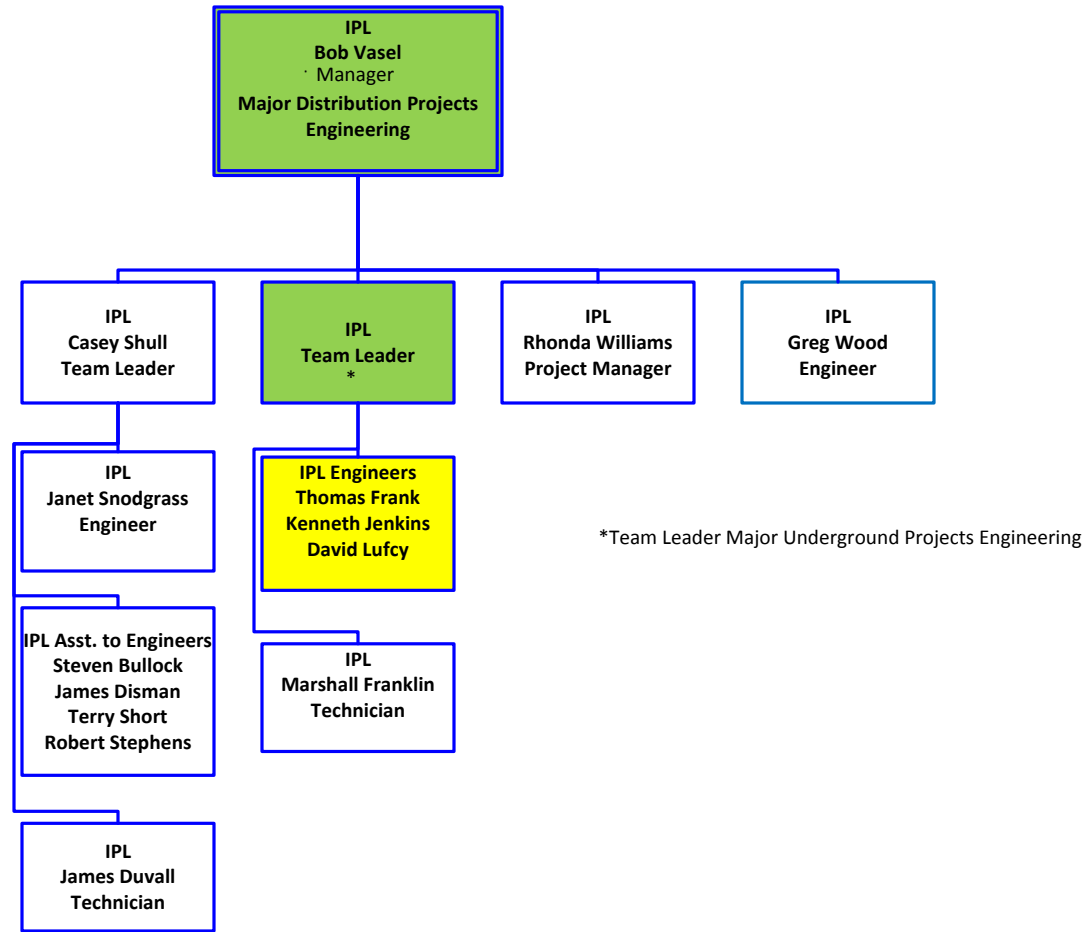 IPL
Bob Vasel
Manager
Major Distribution Projects
Engineering
IPL
Casey Shull
Team Leader
IPL
Team Leader
*
IPL
Rhonda Williams
Project Manager
IPL
Greg Wood
Engineer
IPL
Janet Snodgrass
Engineer
IPL Engineers
Thomas Frank
Kenneth Jenkins
David Lufcy
*Team Leader Major Underground Projects Engineering
IPL Asst. to Engineers
Steven Bullock
James Disman
Terry Short
Robert Stephens
IPL
Marshall Franklin
Technician
IPL
James Duvall
Technician